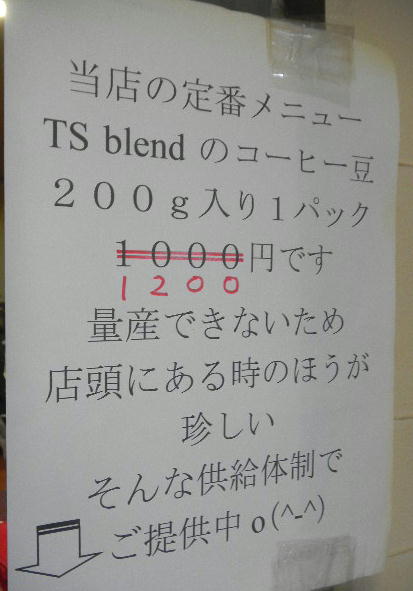 当店の定番メニュー
TS blend のコーヒー豆
２００ｇ入り１パック
１０００円です
1200
量産できないため
店頭にある時のほうが
珍しい
そんな供給体制で
ご提供中 o(^-^)